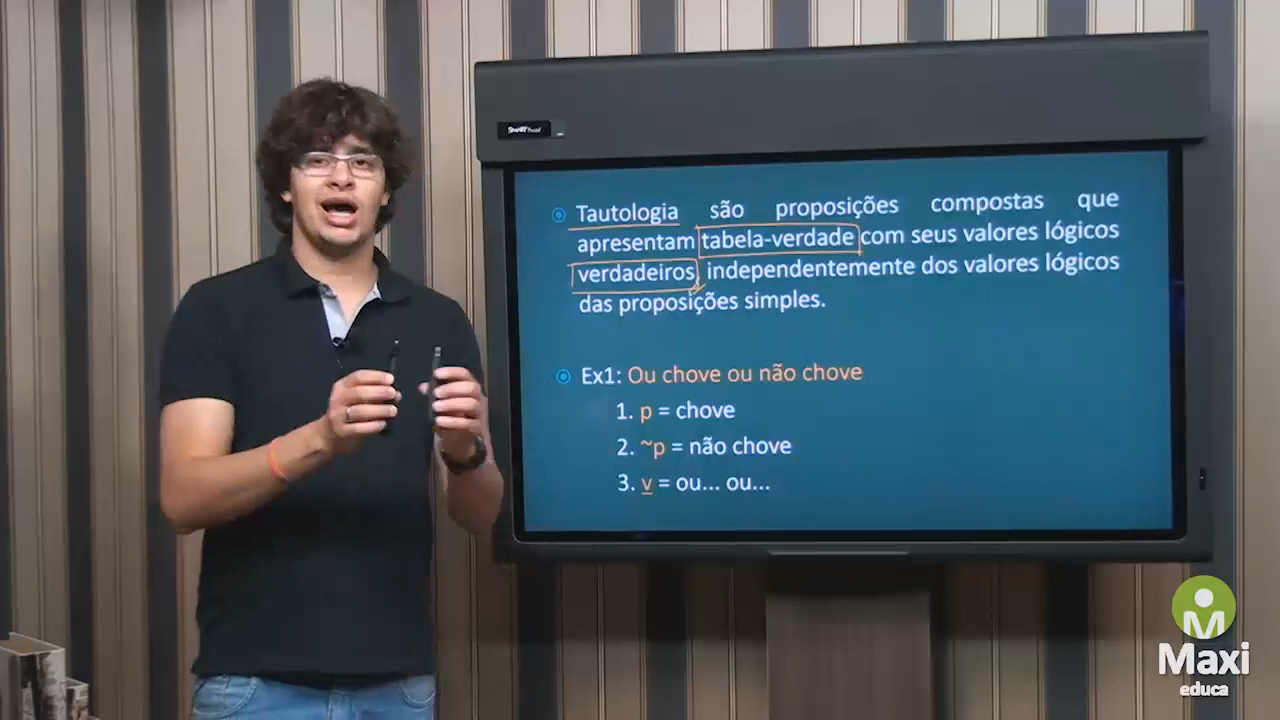 Tautologia são proposições compostas que
apresentam tabela-verdade com seus valores lógicos
verdadeiros, independentemente dos valores lógicos
das proposições simples.
Ex1: Ou chove ou não chove
1. p = chove
2. ~p = não chove
3. v = ou... ou...
M
Maxi
educa